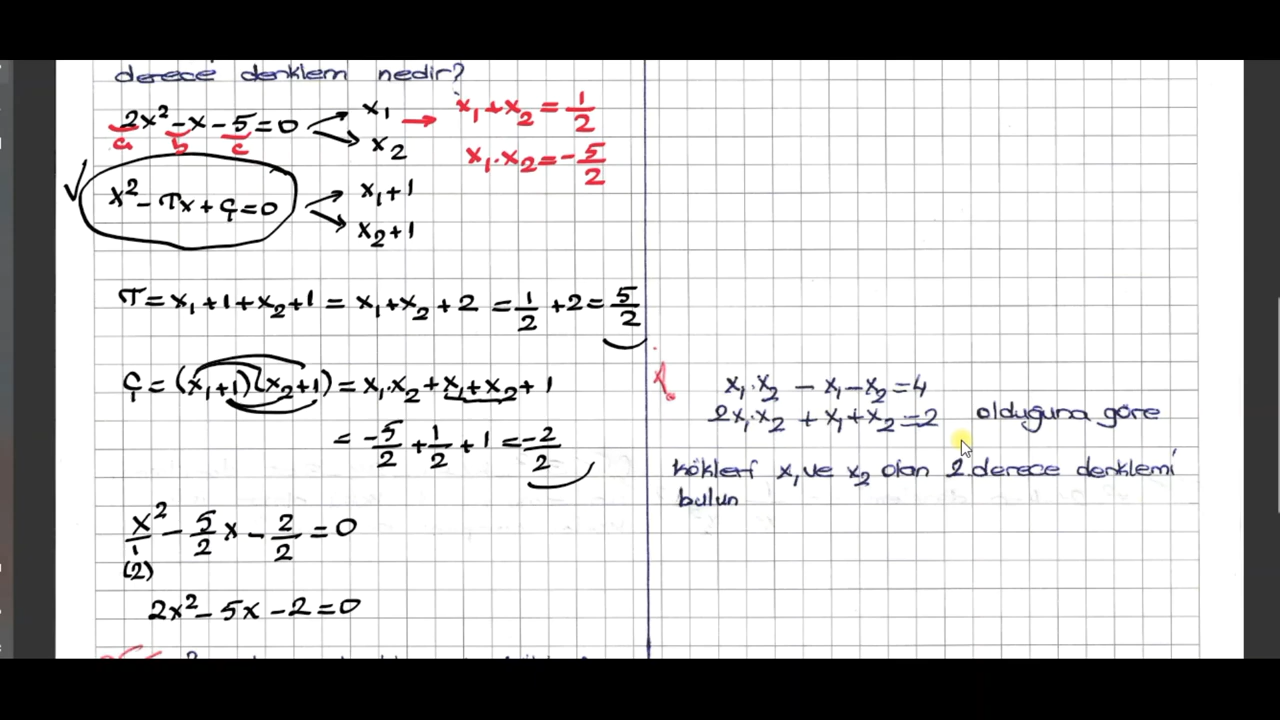 derece denklem nedir?
2x² - x - 5 = 0
a b c
x₁
x₂
x₁ + x₂ = 1/2
x₁ . x₂ = -5/2
x² - Tx + Ç = 0
x₁ + 1
x₂ + 1
T = x₁ + 1 + x₂ + 1 = x₁ + x₂ + 2 = 1/2 + 2 = 5/2
Ç = (x₁+1)(x₂+1) = x₁.x₂ + x₁ + x₂ + 1
= -5/2 + 1/2 + 1 = -2/2
x²/1 - 5/2 x - 2/2 = 0
(2)
2x² - 5x - 2 = 0
x₁.x₂ - x₁ - x₂ = 4
2x₁.x₂ + x₁ + x₂ = 2 olduğuna göre
kökleri x₁ ve x₂ olan 2.derece denklemi
bulun